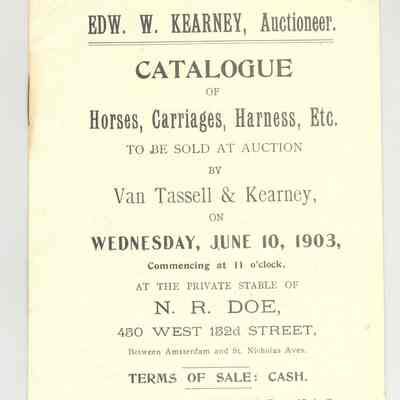 EDW. W. KEARNEY, Auctioneer.
CATALOGUE
OF
Horses, Carriages, Harness, Etc.
TO BE SOLD AT AUCTION
BY
Van Tassell & Kearney,
ON
WEDNESDAY, JUNE 10, 1903,
Commencing at 11 o'clock.
AT THE PRIVATE STABLE OF
N. R. DOE,
450 WEST 152d STREET,
Between Amsterdam and St. Nicholas Aves.
TERMS OF SALE: CASH.